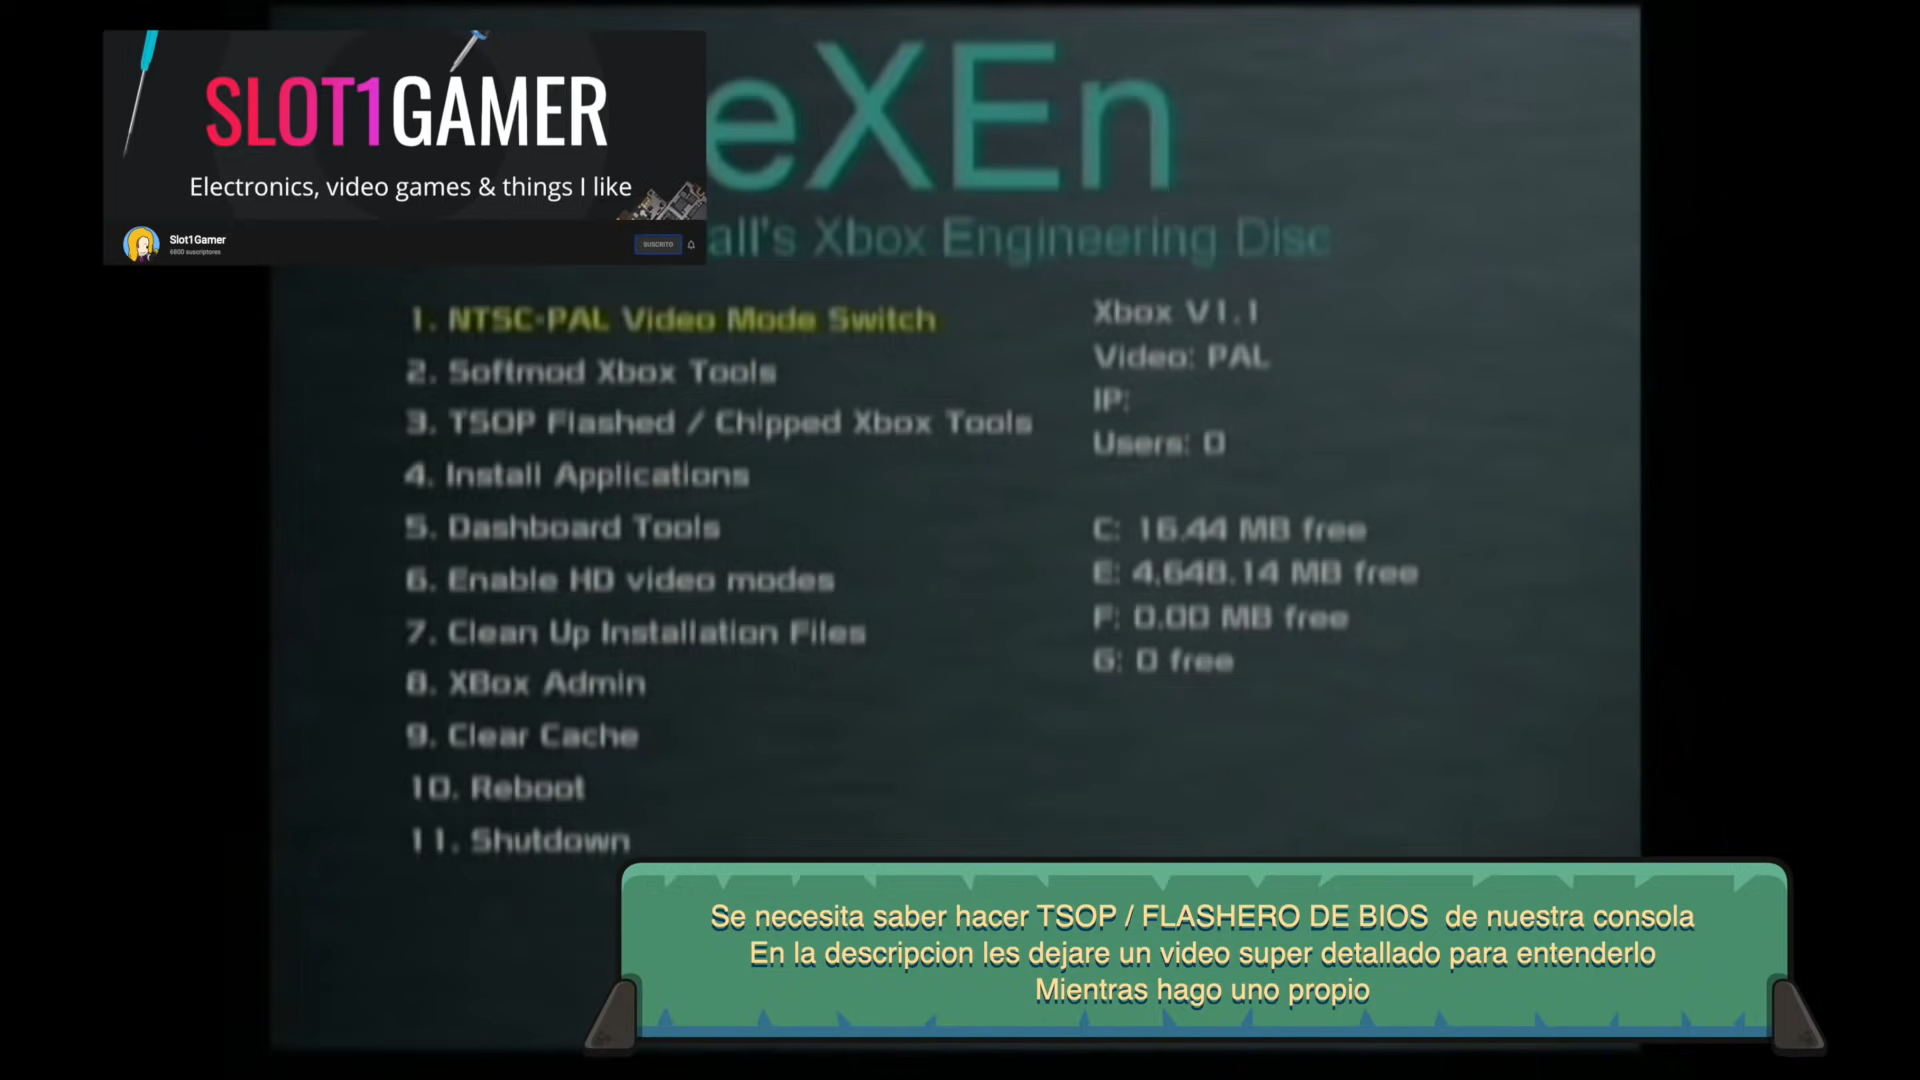 SLOT1GAMER
Electronics, video games & things I like
Slot1Gamer
6800 suscriptores
SUSCRITO
eXEn
all's Xbox Engineering Disc
1. NTSC-PAL Video Mode Switch
2. Softmod Xbox Tools
3. TSOP Flashed / Chipped Xbox Tools
4. Install Applications
5. Dashboard Tools
6. Enable HD video modes
7. Clean Up Installation Files
8. XBox Admin
9. Clear Cache
10. Reboot
11. Shutdown
Xbox V1.1
Video: PAL
IP:
Users: 0
C: 16.44 MB free
E: 4,648.14 MB free
F: 0.00 MB free
G: 0 free
Se necesita saber hacer TSOP / FLASHERO DE BIOS de nuestra consola
En la descripcion les dejare un video super detallado para entenderlo
Mientras hago uno propio